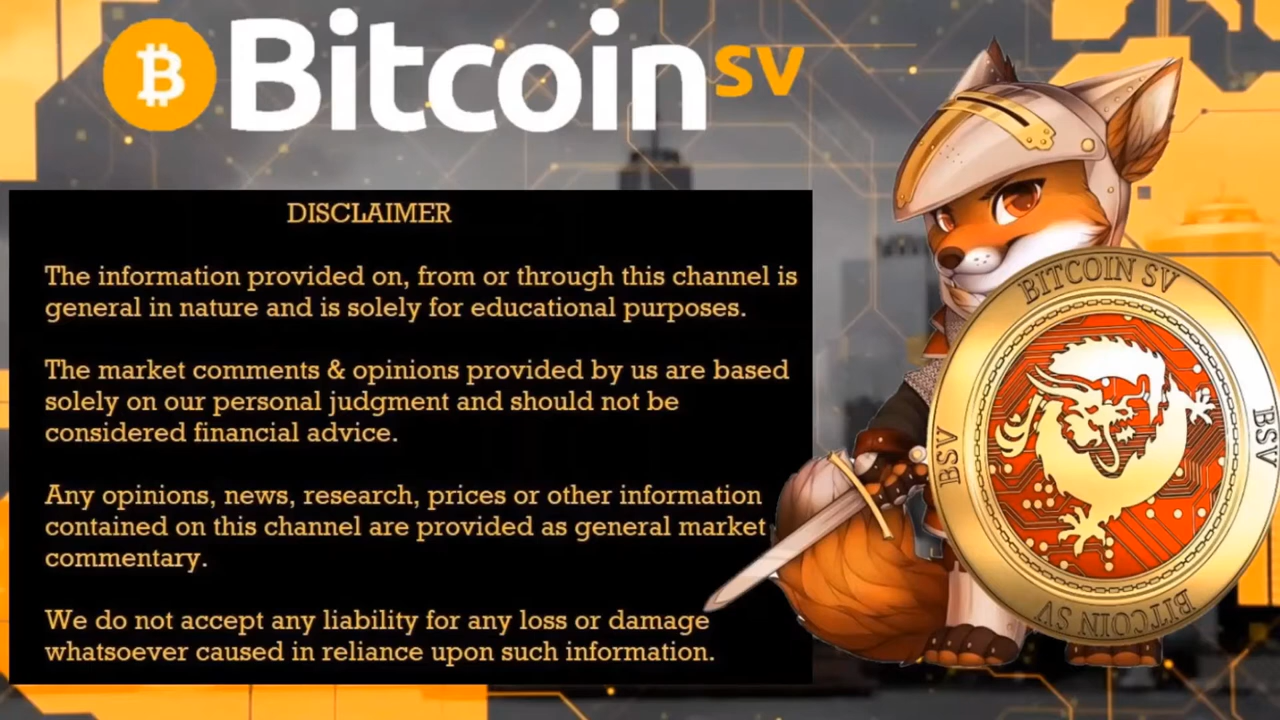 Bitcoin SV
DISCLAIMER
The information provided on, from or through this channel is
general in nature and is solely for educational purposes.
The market comments & opinions provided by us are based
solely on our personal judgment and should not be
considered financial advice.
Any opinions, news, research, prices or other information
contained on this channel are provided as general market
commentary.
We do not accept any liability for any loss or damage
whatsoever caused in reliance upon such information.
BITCOIN SV
BSV
BSV
BITCOIN SV